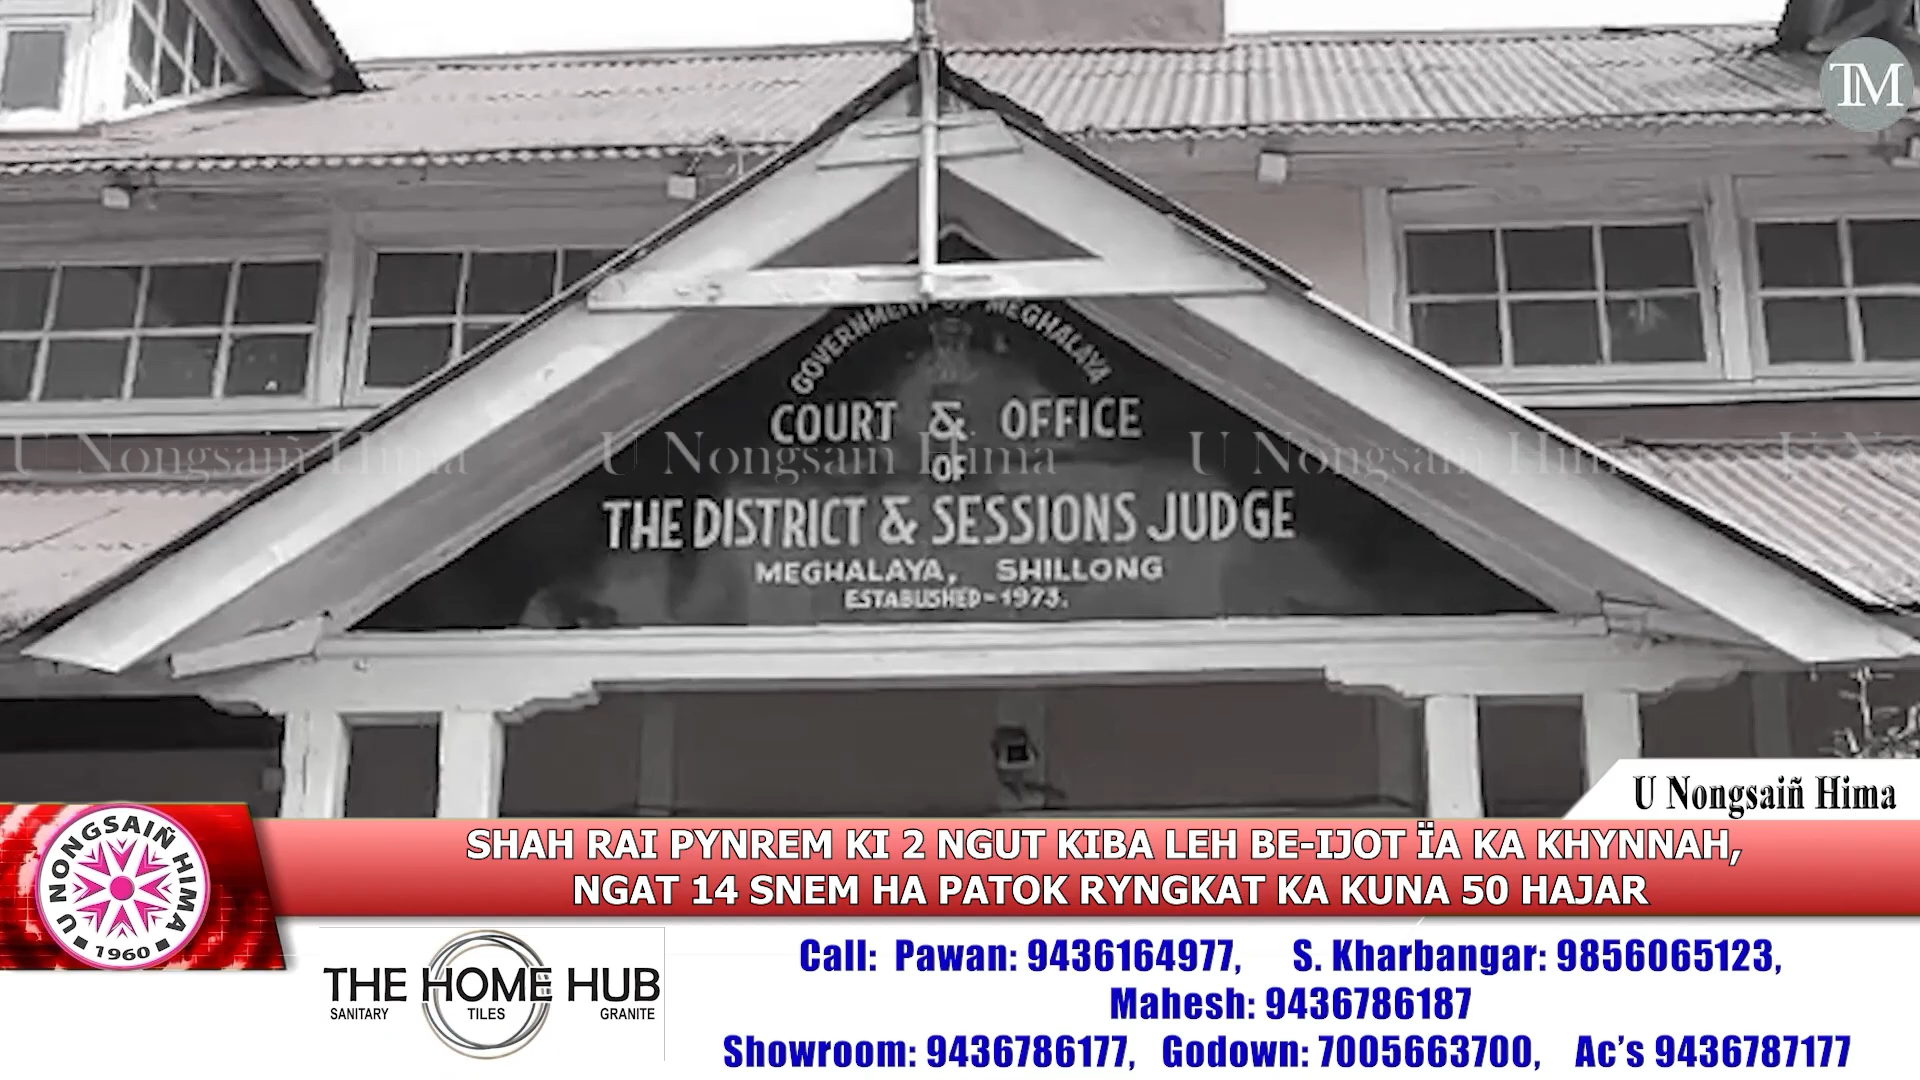 TM
GOVERNMENT OF MEGHALAYA
COURT & OFFICE
OF
THE DISTRICT & SESSIONS JUDGE
MEGHALAYA, SHILLONG
ESTABLISHED-1973.
U Nongsaiñ Hima U Nongsaiñ Hima U Nongsaiñ Hima U No
U Nongsaiñ Hima
SHAH RAI PYNREM KI 2 NGUT KIBA LEH BE-IJOT ÏA KA KHYNNAH,
NGAT 14 SNEM HA PATOK RYNGKAT KA KUNA 50 HAJAR
U NONGSAIÑ HIMA
1960
THE HOME HUB
SANITARY TILES GRANITE
Call: Pawan: 9436164977, S. Kharbangar: 9856065123,
Mahesh: 9436786187
Showroom: 9436786177, Godown: 7005663700, Ac's 9436787177